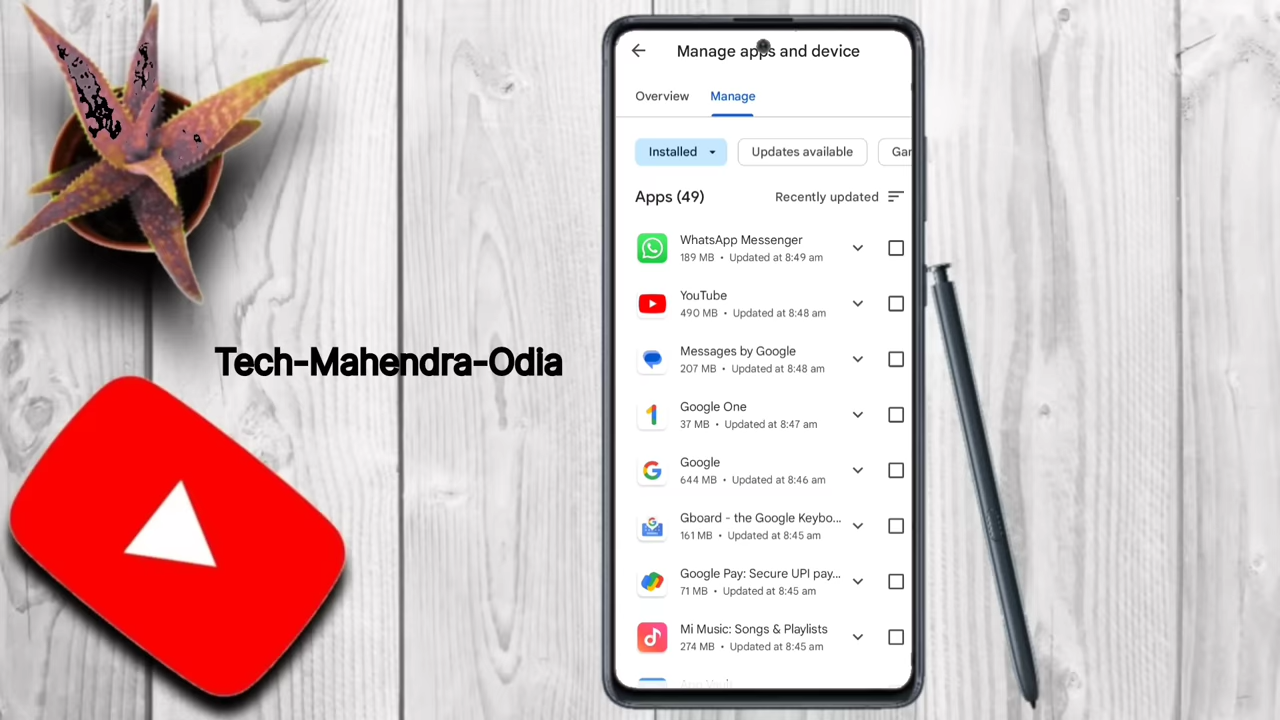 Manage apps and device
Overview Manage
Installed Updates available Gar
Apps (49) Recently updated
WhatsApp Messenger
189 MB • Updated at 8:49 am
YouTube
490 MB • Updated at 8:48 am
Messages by Google
207 MB • Updated at 8:48 am
Google One
37 MB • Updated at 8:47 am
Google
644 MB • Updated at 8:46 am
Gboard - the Google Keybo...
161 MB • Updated at 8:45 am
Google Pay: Secure UPI pay...
71 MB • Updated at 8:45 am
Mi Music: Songs & Playlists
274 MB • Updated at 8:45 am
App Vault
Tech-Mahendra-Odia